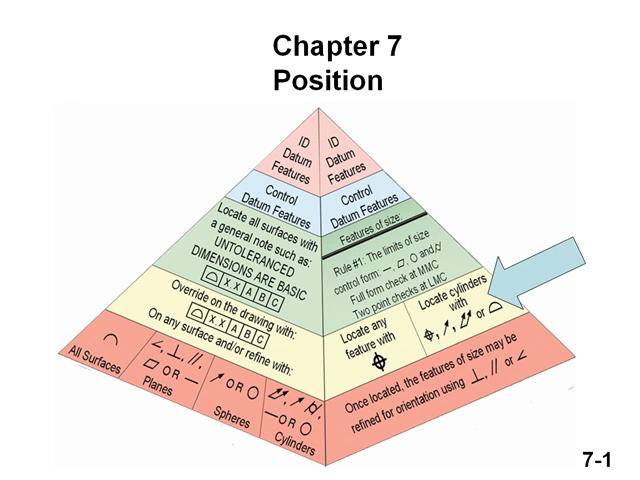 Chapter 7
Position
ID
Datum
Features
ID
Datum
Features
Control
Datum Features
Control
Datum Features
Locate all surfaces with
a general note such as:
UNTOLERANCED
DIMENSIONS ARE BASIC
⌓ X.X A B C
Features of size:
Rule #1: The limits of size
control form: —, ▱, ○ and ⌭
Full form check at MMC
Two point checks at LMC
Override on the drawing with:
⌓ X.X A B C
On any surface and/or refine with:
Locate any
feature with
⌖
Locate cylinders
with
⌖, ↗, ⌰ or ⌓
⌒
All Surfaces
∠, ⊥, //,
▱ OR —
Planes
↗ OR ○
Spheres
⌰, ↗, ⌭,
— OR ○
Cylinders
Once located, the features of size may be
refined for orientation using ⊥, // or ∠
7-1